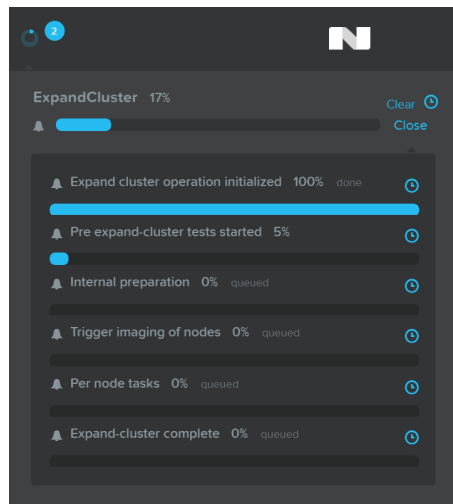 2
N
ExpandCluster 17%
Clear
Close
Expand cluster operation initialized 100% done
Pre expand-cluster tests started 5%
Internal preparation 0% queued
Trigger imaging of nodes 0% queued
Per node tasks 0% queued
Expand-cluster complete 0% queued